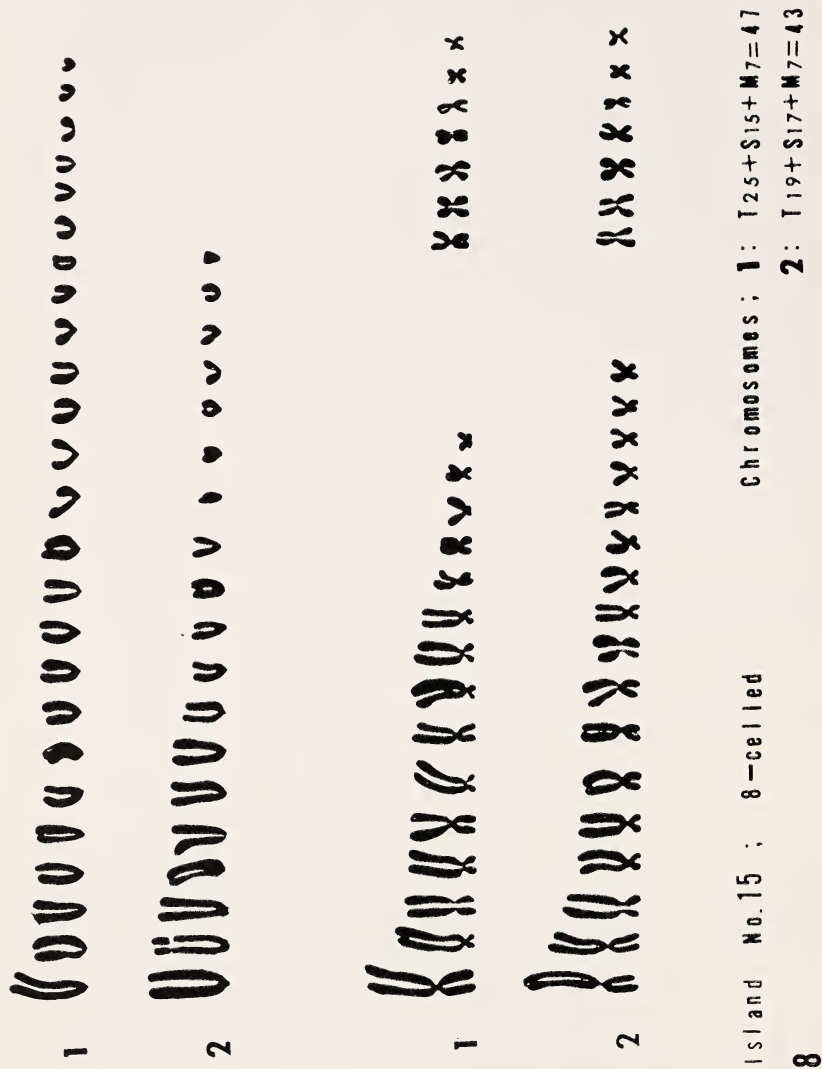 1
2
1
2
Island No.15 ; 8-celled Chromosomes; 1: T25+S15+M7=47
2: T19+S17+M7=43
8